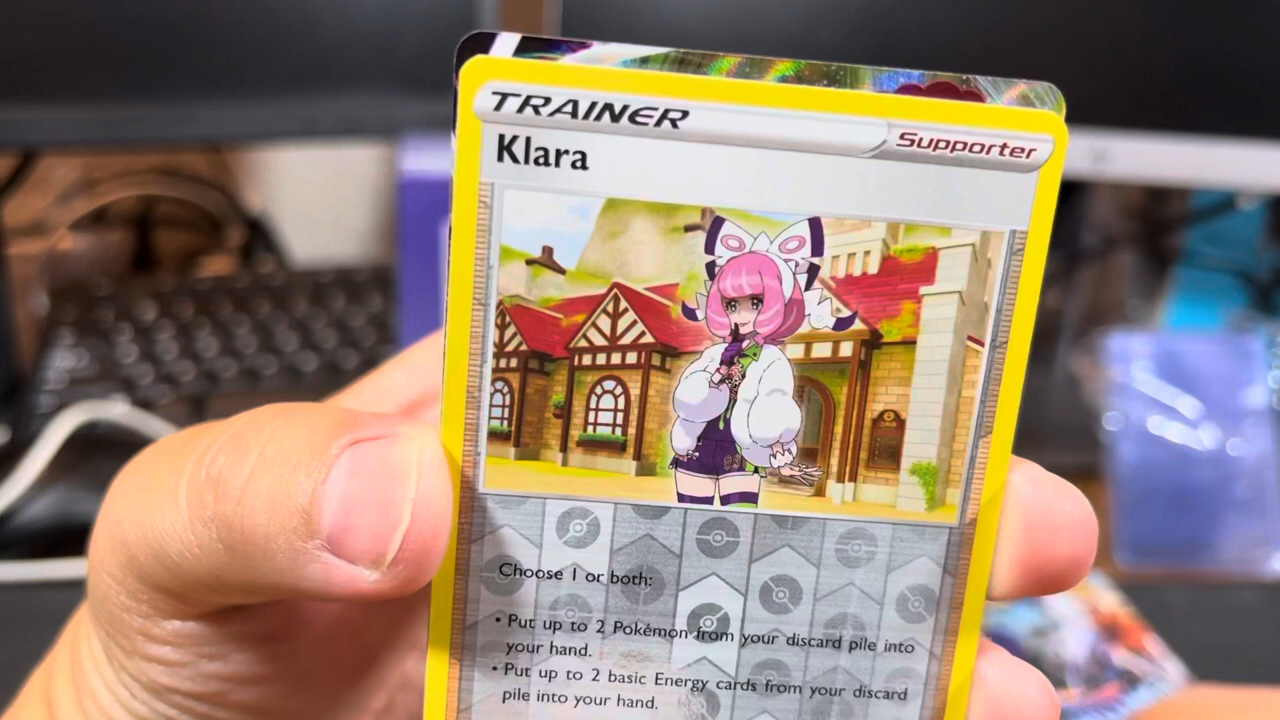 TRAINER
Supporter
Klara
Choose 1 or both:
• Put up to 2 Pokémon from your discard pile into
your hand.
• Put up to 2 basic Energy cards from your discard
pile into your hand.